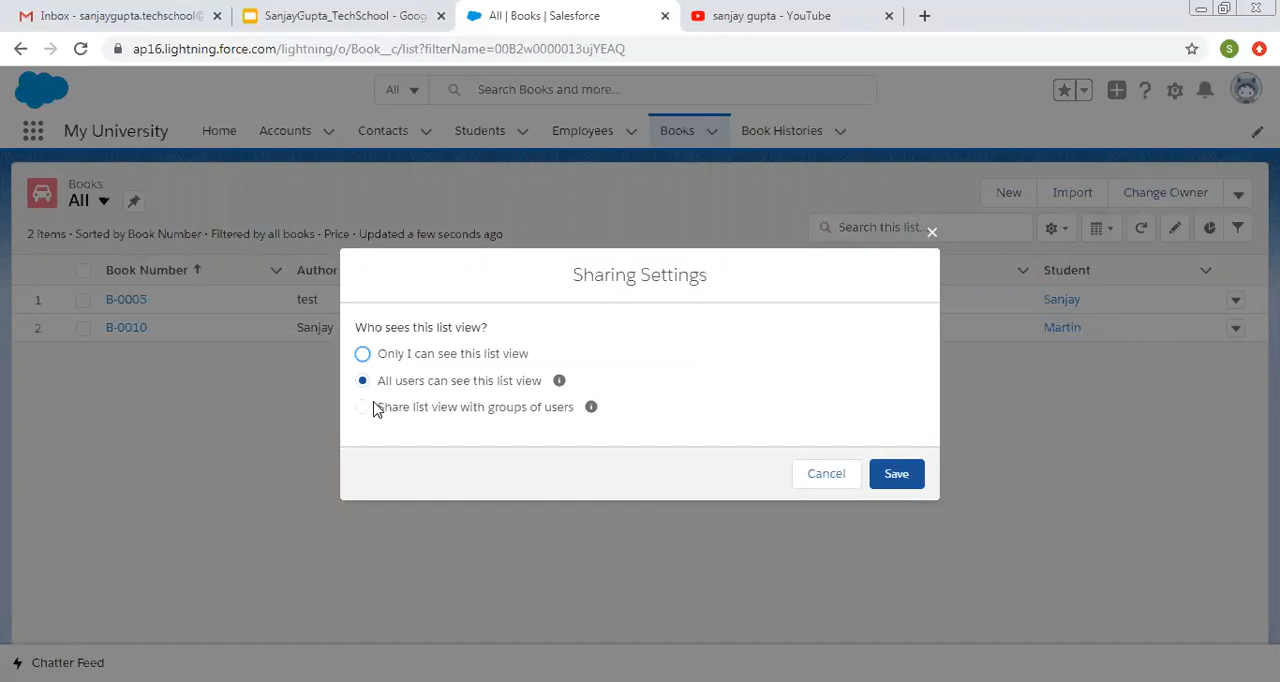 Inbox - sanjaygupta.techschool@
SanjayGupta_TechSchool - Goog
All | Books | Salesforce
sanjay gupta - YouTube
ap16.lightning.force.com/lightning/o/Book__c/list?filterName=00B2w0000013ujYEAQ
S
All
Search Books and more...
My University
Home
Accounts
Contacts
Students
Employees
Books
Book Histories
Books
All
New
Import
Change Owner
2 items • Sorted by Book Number • Filtered by all books - Price • Updated a few seconds ago
Search this list.
Book Number
Author
Student
1
B-0005
test
Sanjay
2
B-0010
Sanjay
Martin
Sharing Settings
Who sees this list view?
Only I can see this list view
All users can see this list view
Share list view with groups of users
Cancel
Save
Chatter Feed